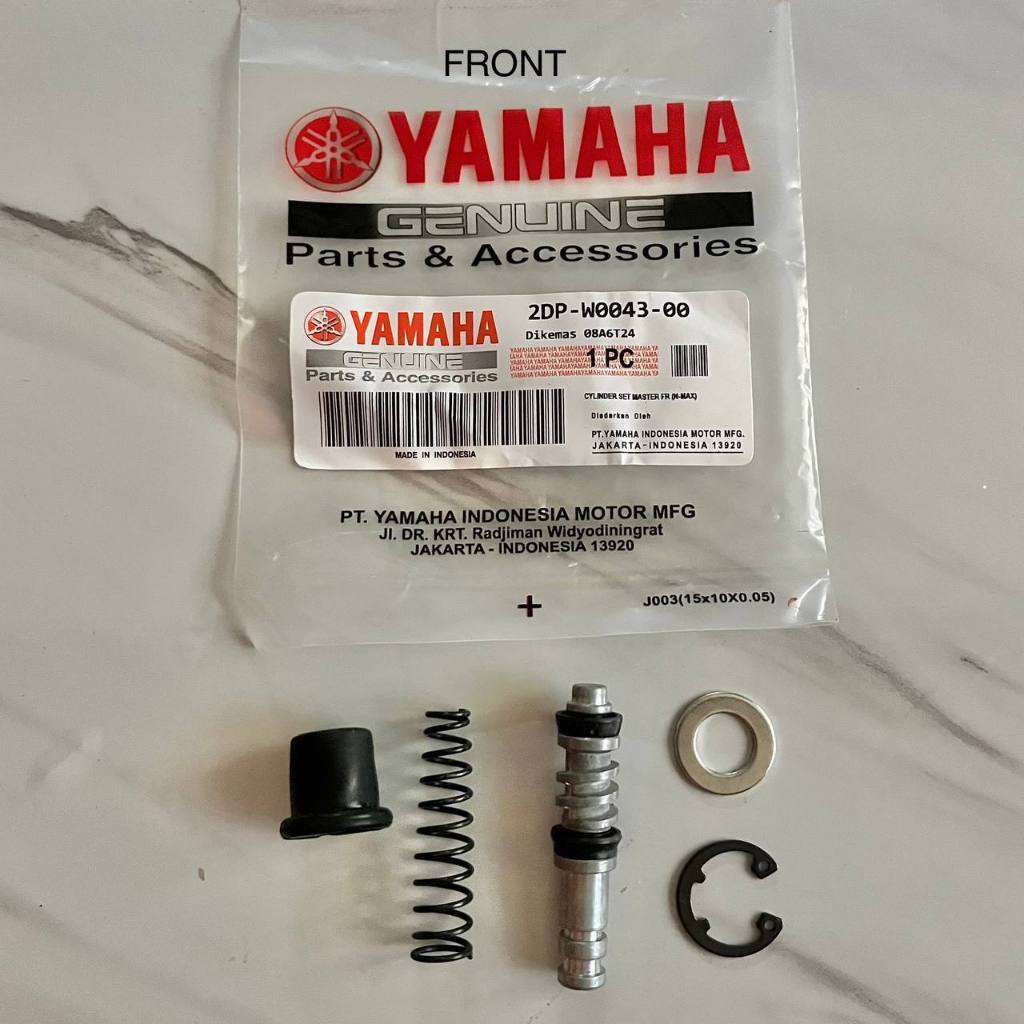 FRONT
YAMAHA
GENUINE
Parts & Accessories
YAMAHA
GENUINE
Parts & Accessories
2DP-W0043-00
Dikemas 08A6T24
1 PC
CYLINDER SET MASTER FR (N-MAX)
Diedarkan Oleh
PT.YAMAHA INDONESIA MOTOR MFG.
JAKARTA-INDONESIA 13920
MADE IN INDONESIA
PT. YAMAHA INDONESIA MOTOR MFG
Jl. DR. KRT. Radjiman Widyodiningrat
JAKARTA - INDONESIA 13920
+
J003(15x10X0.05)